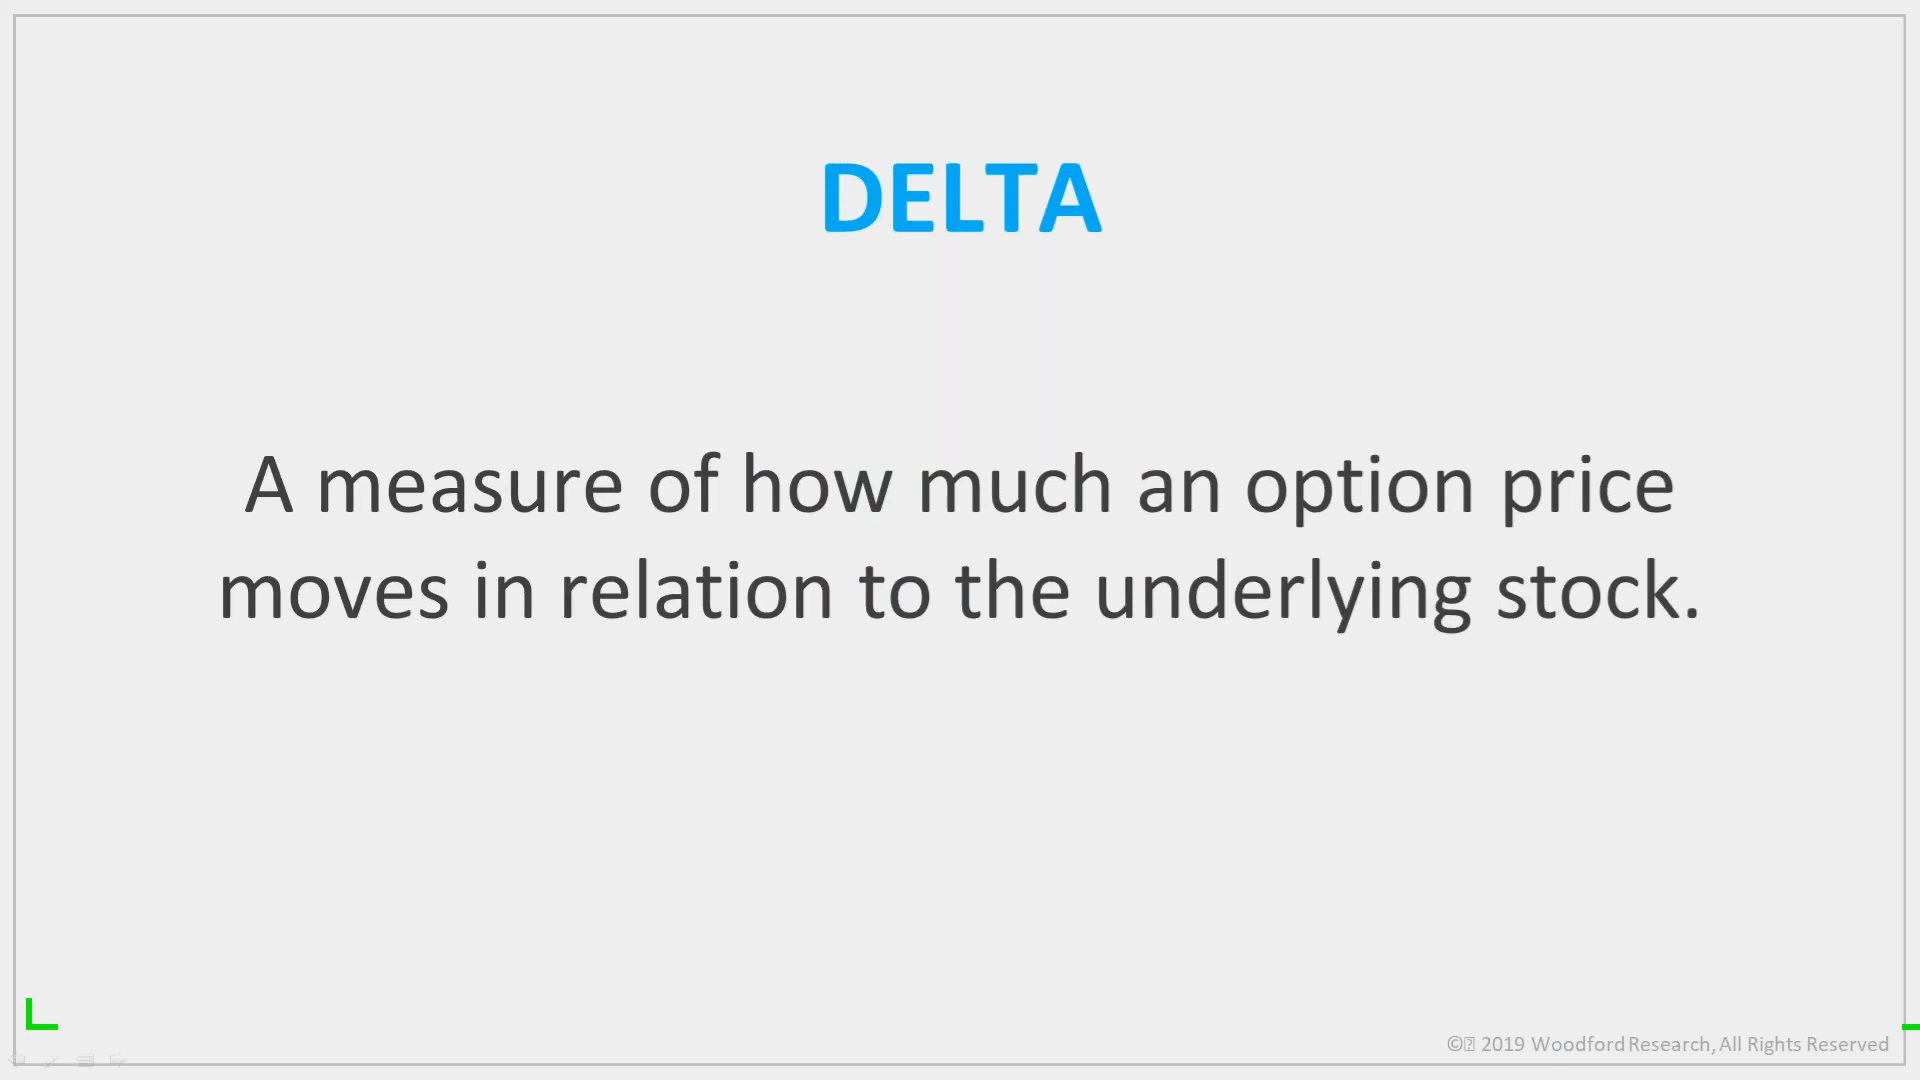 DELTA
A measure of how much an option price
moves in relation to the underlying stock.
© 2019 Woodford Research, All Rights Reserved